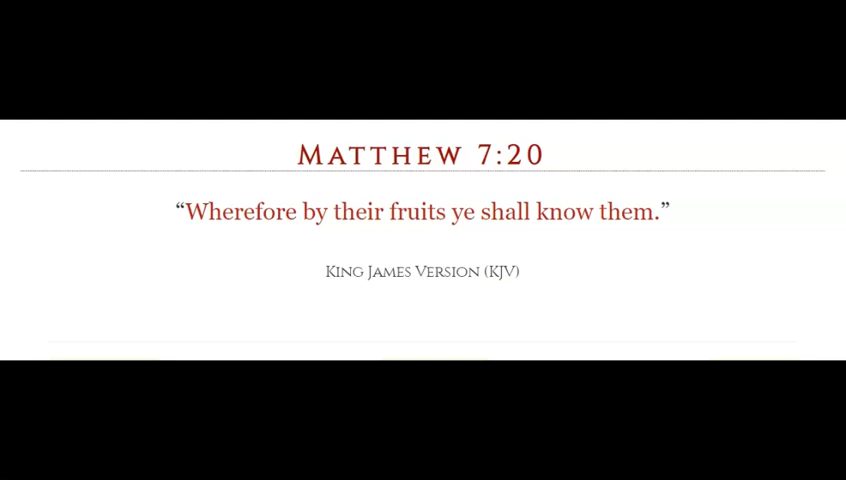 Matthew 7:20
“Wherefore by their fruits ye shall know them.”
King James Version (KJV)